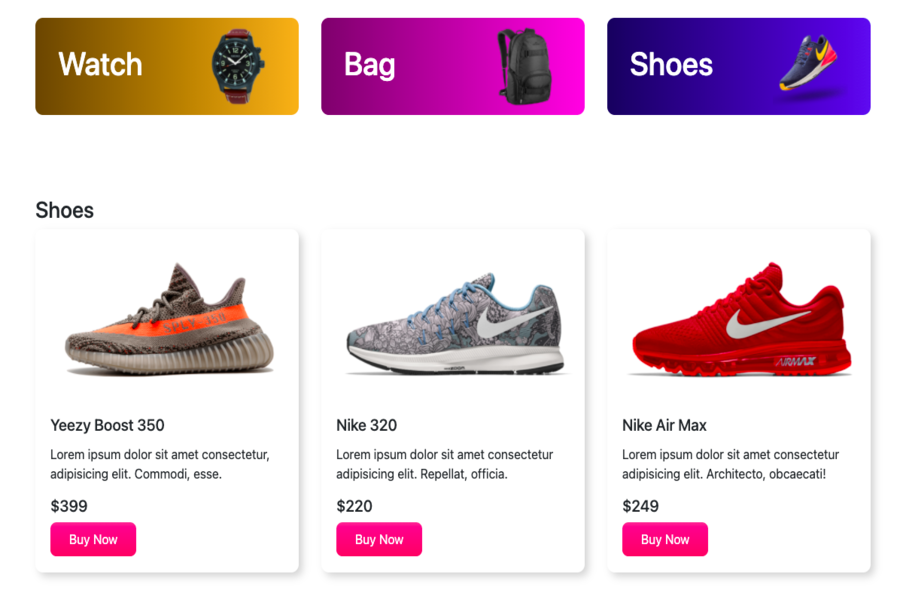 Watch
Bag
Shoes
Shoes
AIRMAX
Yeezy Boost 350
Lorem ipsum dolor sit amet consectetur,
adipisicing elit. Commodi, esse.
$399
Buy Now
Nike 320
Lorem ipsum dolor sit amet consectetur
adipisicing elit. Repellat, officia.
$220
Buy Now
Nike Air Max
Lorem ipsum dolor sit amet consectetur
adipisicing elit. Architecto, obcaecati!
$249
Buy Now